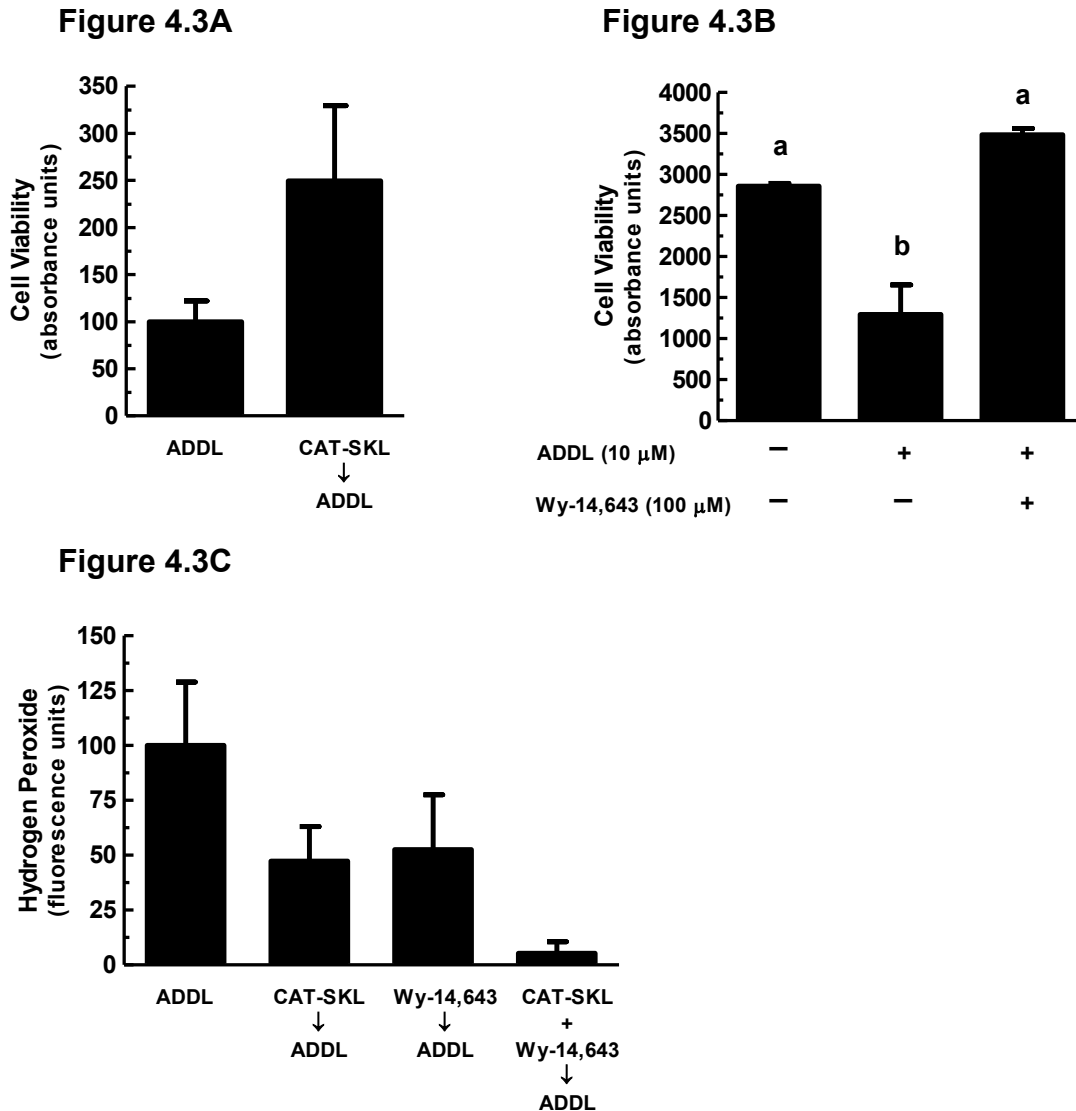 Figure 4.3A
Cell Viability
(absorbance units)
350
300
250
200
150
100
50
0
ADDL
CAT-SKL
↓
ADDL
Figure 4.3B
Cell Viability
(absorbance units)
4000
3500
3000
2500
2000
1500
1000
500
0
a
b
a
ADDL (10 μM) – + +
Wy-14,643 (100 μM) – – +
Figure 4.3C
Hydrogen Peroxide
(fluorescence units)
150
125
100
75
50
25
0
ADDL
CAT-SKL
↓
ADDL
Wy-14,643
↓
ADDL
CAT-SKL
+
Wy-14,643
↓
ADDL